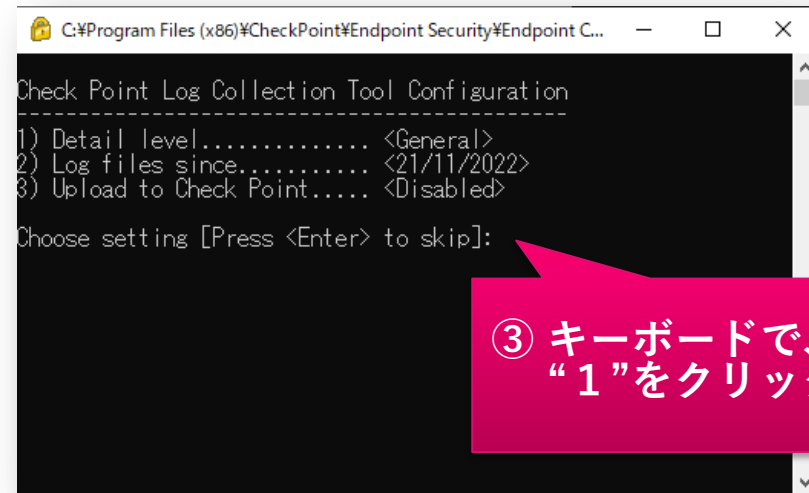 C:¥Program Files (x86)¥CheckPoint¥Endpoint Security¥Endpoint C...
Check Point Log Collection Tool Configuration
--------------------------------------------
1) Detail level.............. <General>
2) Log files since........... <21/11/2022>
3) Upload to Check Point..... <Disabled>
Choose setting [Press <Enter> to skip]:
③ キーボードで、
“１”をクリック